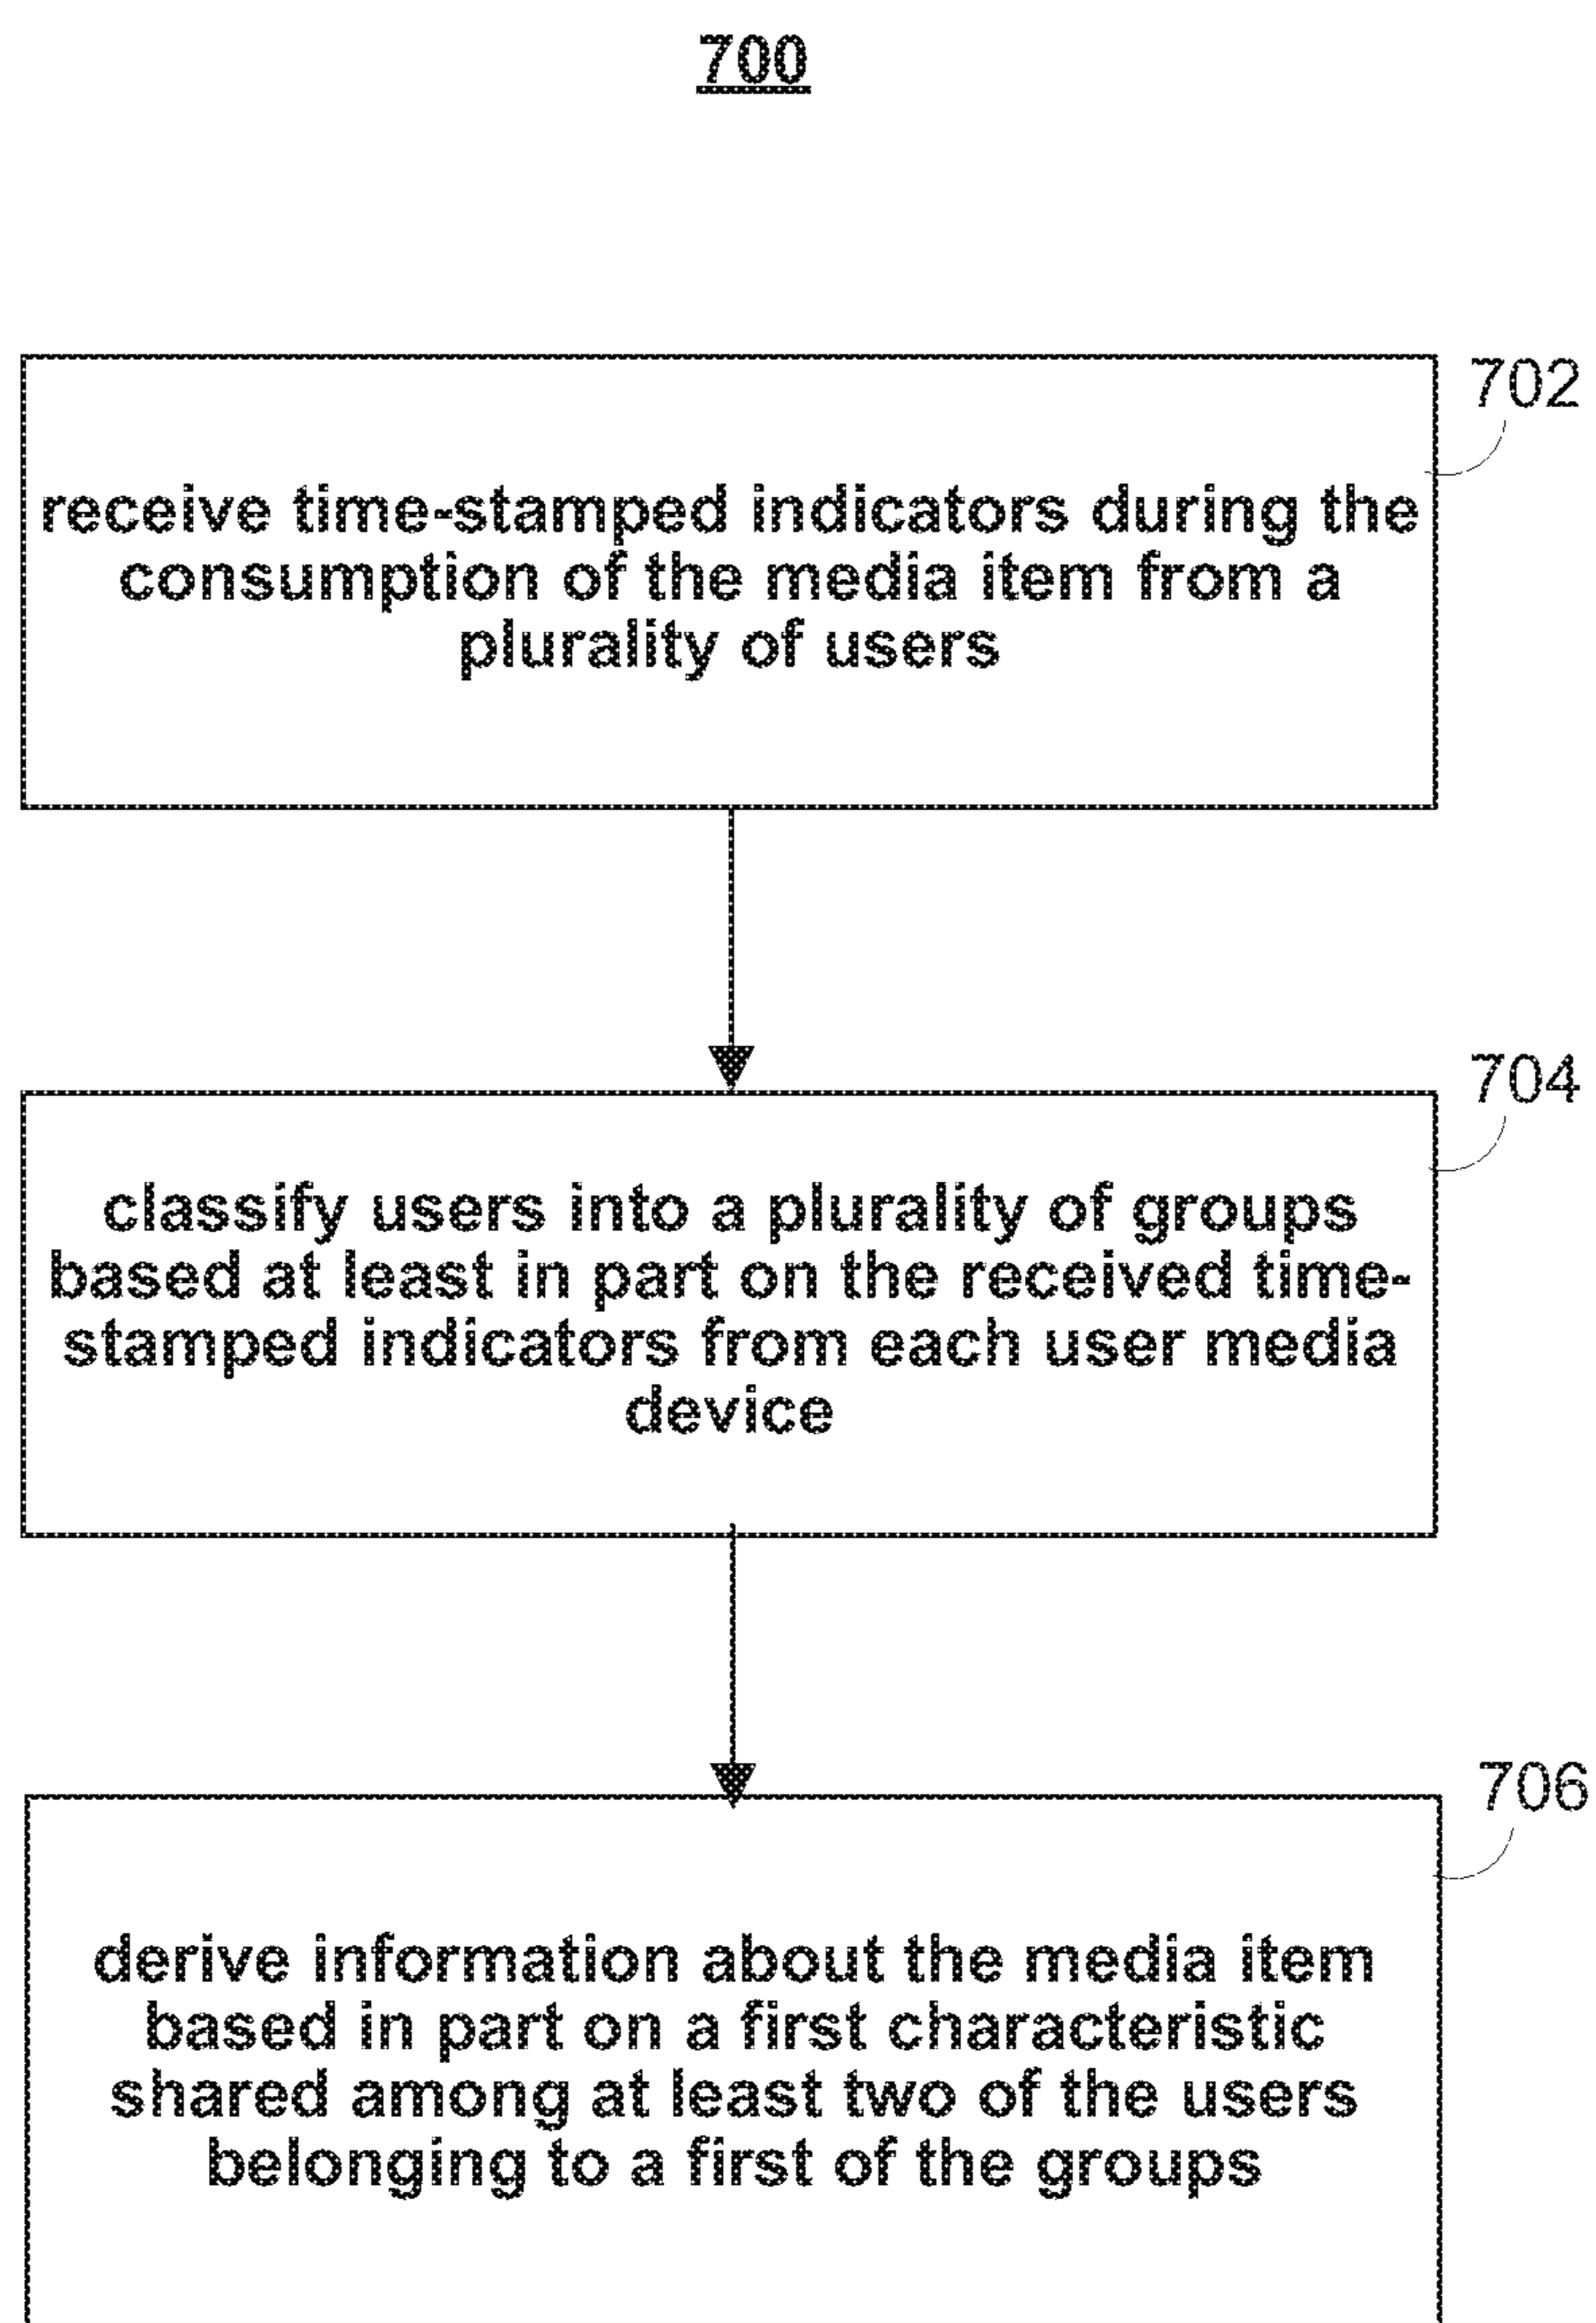 700
702
receive time-stamped indicators during the
consumption of the media item from a
plurality of users
704
classify users into a plurality of groups
based at least in part on the received time-
stamped indicators from each user media
device
706
derive information about the media item
based in part on a first characteristic
shared among at least two of the users
belonging to a first of the groups